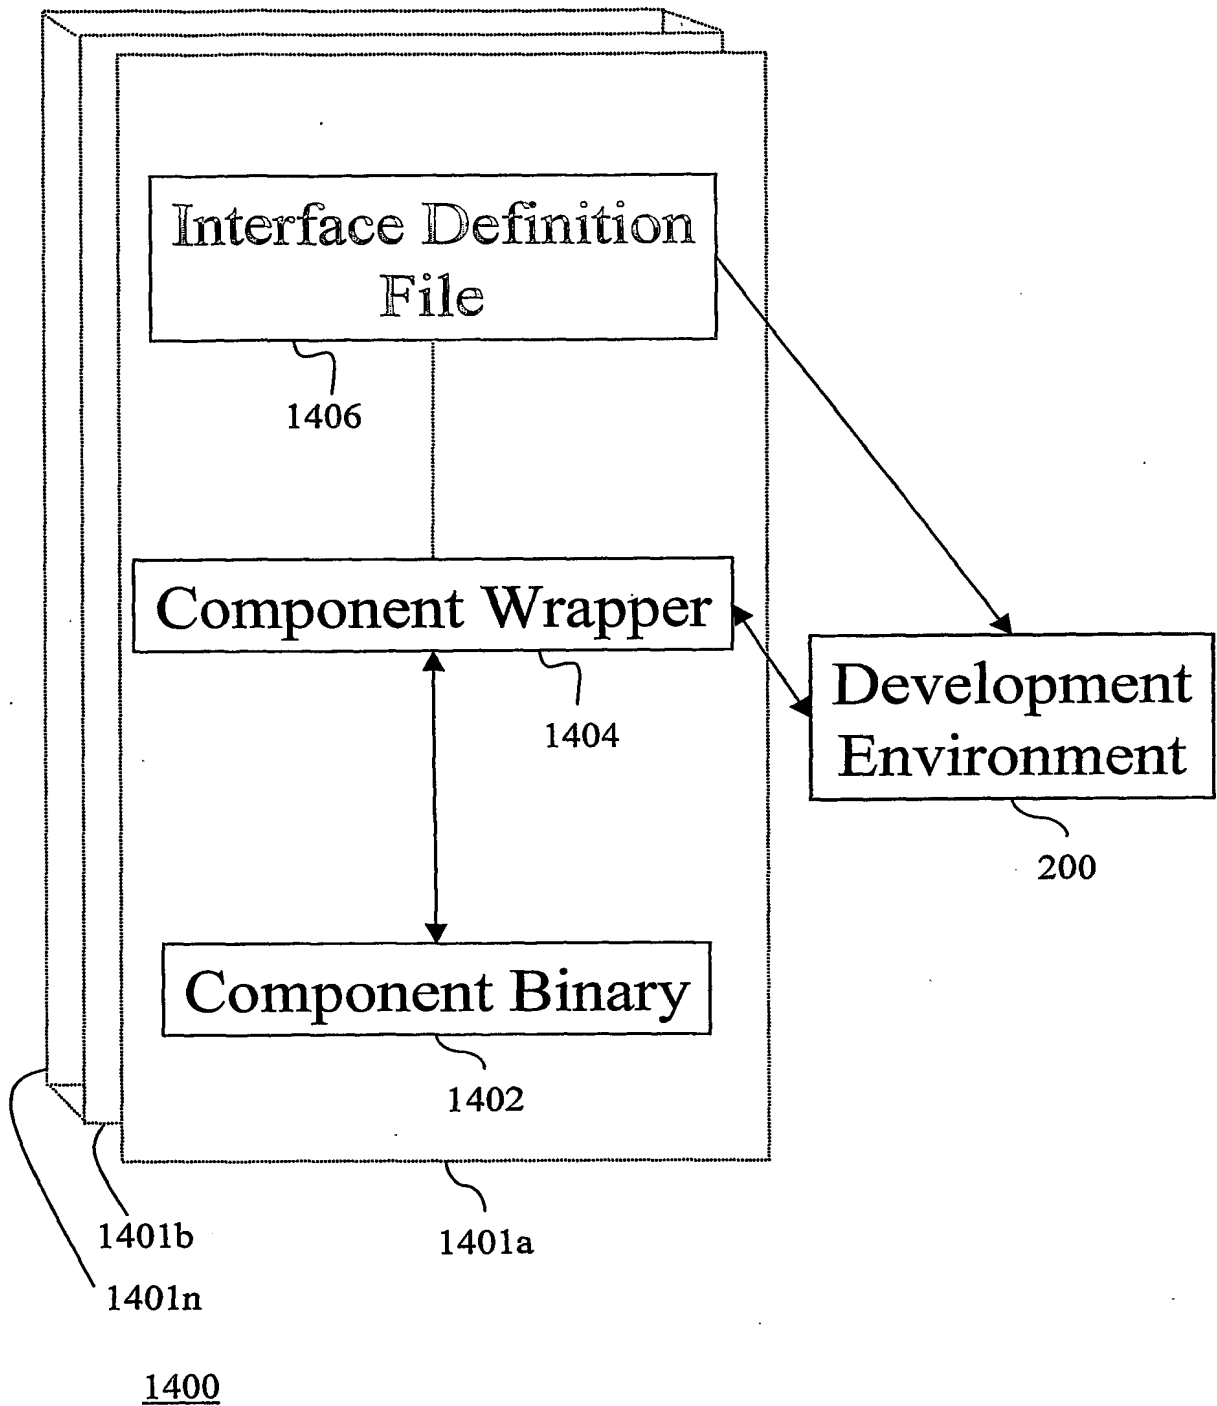 Interface Definition
File
1406
Component Wrapper
1404
Development
Environment
200
Component Binary
1402
1401b
1401a
1401n
1400